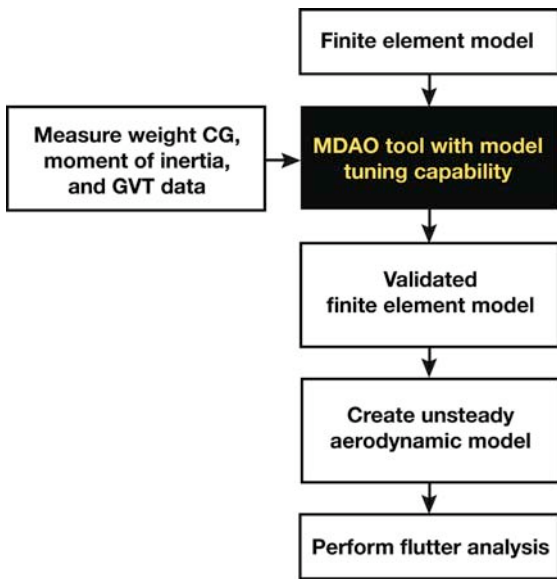 Finite element model
Measure weight CG,
moment of inertia,
and GVT data
MDAO tool with model
tuning capability
Validated
finite element model
Create unsteady
aerodynamic model
Perform flutter analysis